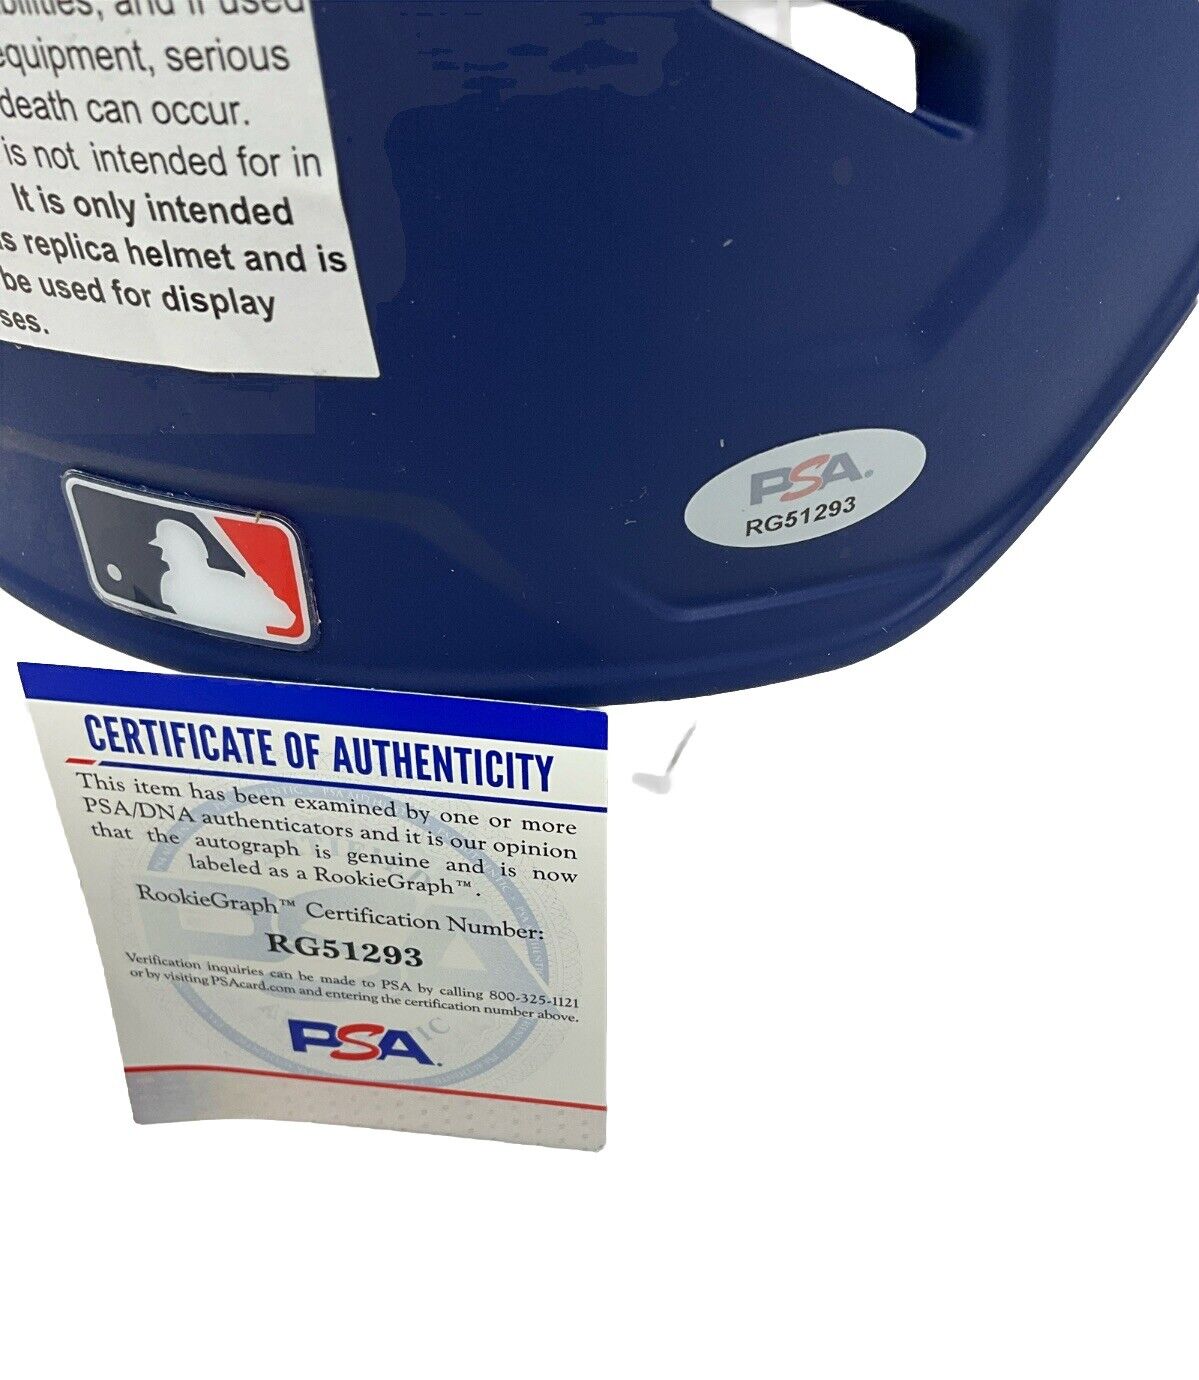 and if used
equipment, serious
death can occur.
is not intended for in
It is only intended
replica helmet and is
be used for display
PSA.
RG51293
CERTIFICATE OF AUTHENTICITY
This item has been examined by one or more
PSA/DNA authenticators and it is our opinion
that the autograph is genuine and is now
labeled as a RookieGraph™.
RookieGraph™ Certification Number:
RG51293
Verification inquiries can be made to PSA by calling 800-325-1121
or by visiting PSAcard.com and entering the certification number above.
PSA.